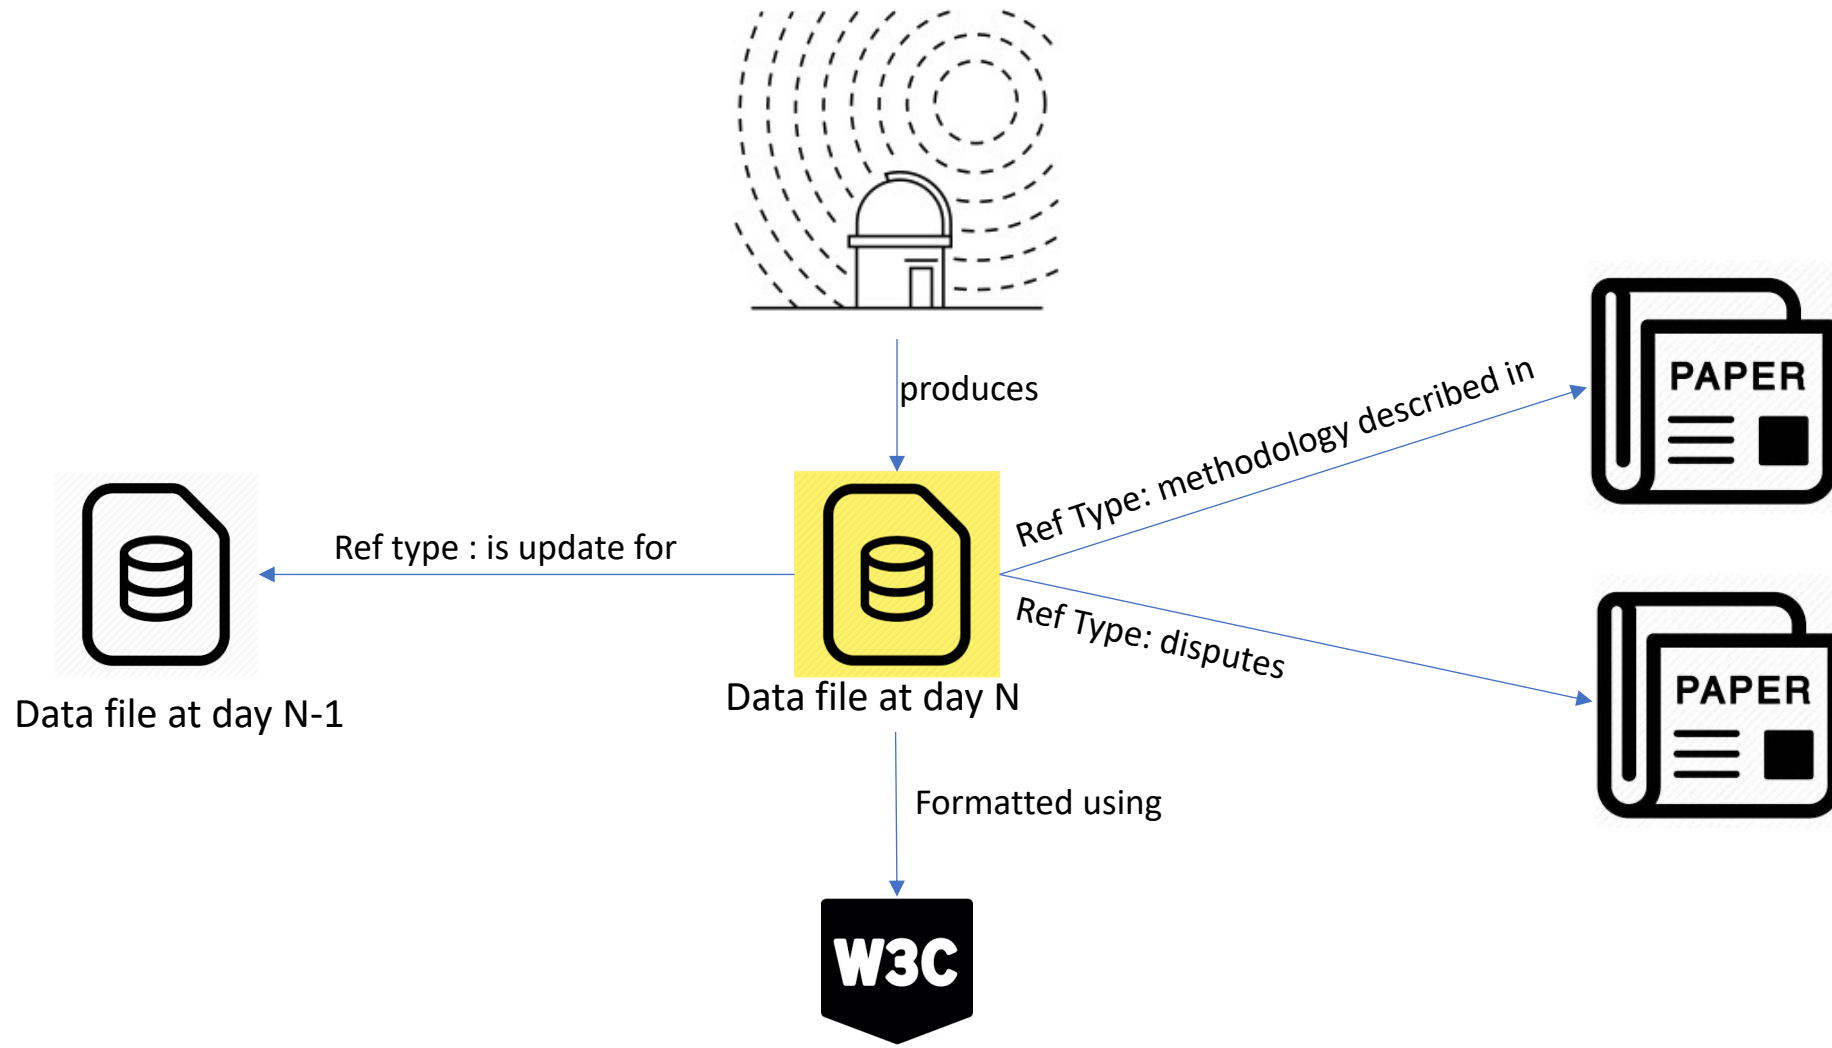 produces
Ref Type: methodology described in
PAPER
Ref type : is update for
Ref Type: disputes
PAPER
Data file at day N-1
Data file at day N
Formatted using
W3C